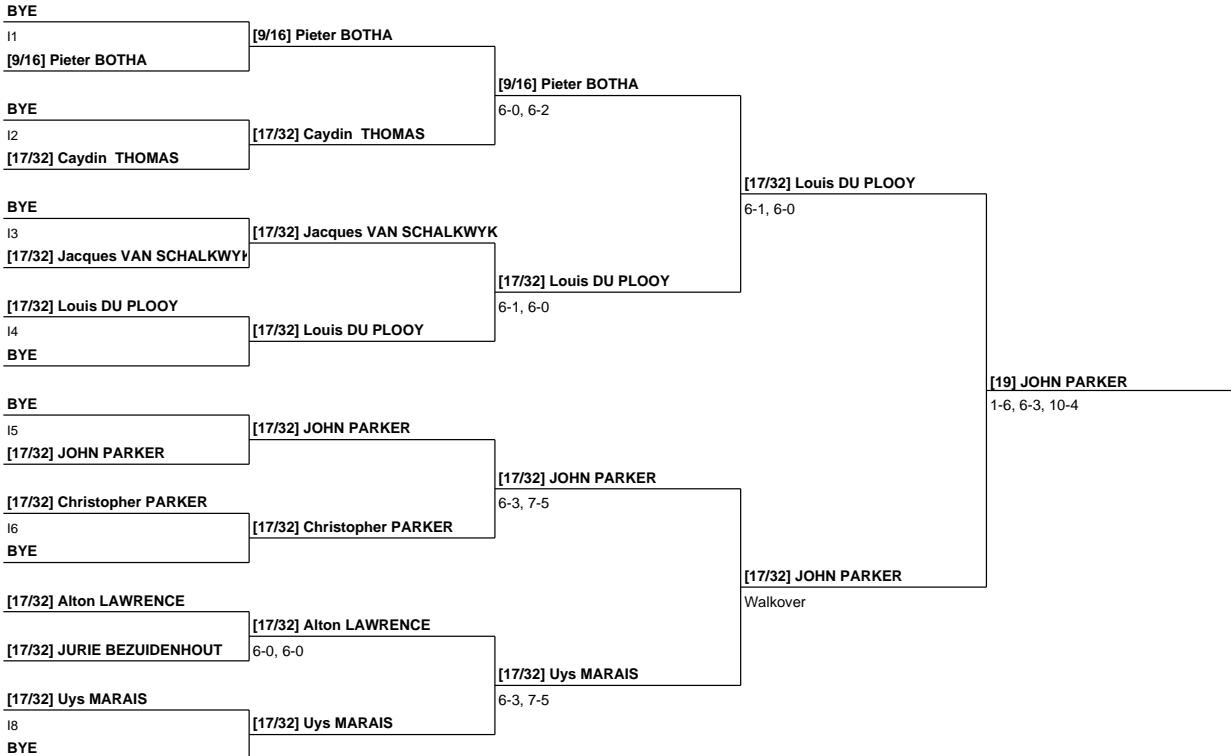 BYE
I1
[9/16] Pieter BOTHA
BYE
I2
[17/32] Caydin  THOMAS
BYE
I3
[17/32] Jacques VAN SCHALKWY
[17/32] Louis DU PLOOY
I4
BYE
BYE
I5
[17/32] JOHN PARKER
[17/32] Christopher PARKER
I6
BYE
[17/32] Alton LAWRENCE
[17/32] JURIE BEZUIDENHOUT
[17/32] Uys MARAIS
I8
BYE
[9/16] Pieter BOTHA
[17/32] Caydin  THOMAS
[17/32] Jacques VAN SCHALKWYK
[17/32] Louis DU PLOOY
[17/32] JOHN PARKER
[17/32] Christopher PARKER
[17/32] Alton LAWRENCE
6-0, 6-0
[17/32] Uys MARAIS
[9/16] Pieter BOTHA
6-0, 6-2
[17/32] Louis DU PLOOY
6-1, 6-0
[17/32] JOHN PARKER
6-3, 7-5
[17/32] Uys MARAIS
6-3, 7-5
[17/32] Louis DU PLOOY
6-1, 6-0
[17/32] JOHN PARKER
Walkover
[19] JOHN PARKER
1-6, 6-3, 10-4